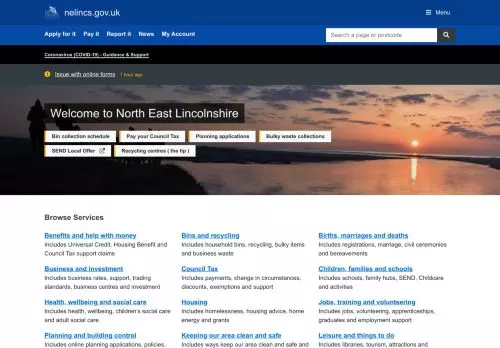 nelincs.gov.uk
Menu
Apply for it Pay it Report it News My Account
Search a page or postcode
Coronavirus (COVID-19) - Guidance & Support
Issue with online forms 1 hour ago
Welcome to North East Lincolnshire
Bin collection schedule Pay your Council Tax Planning applications Bulky waste collections
SEND Local Offer Recycling centres ( the tip )
Browse Services
Benefits and help with money
Includes Universal Credit, Housing Benefit and
Council Tax support claims
Bins and recycling
Includes household bins, recycling, bulky items
and business waste
Births, marriages and deaths
Includes registrations, marriage, civil ceremonies
and bereavements
Business and investment
Includes business rates, support, trading
standards, business centres and investment
Council Tax
Includes payments, change in circumstances,
discounts, exemptions and support
Children, families and schools
Includes schools, family hubs, SEND, Childcare
and activities
Health, wellbeing and social care
Includes health, wellbeing, children's social care
and adult social care
Housing
Includes homelessness, housing advice, home
energy and grants
Jobs, training and volunteering
Includes jobs, volunteering, apprenticeships,
graduates and employment support
Planning and building control
Includes online planning applications, policies,
Keeping our area clean and safe
Includes ways keep our area clean and safe and
Leisure and things to do
Includes libraries, tourism, attractions and